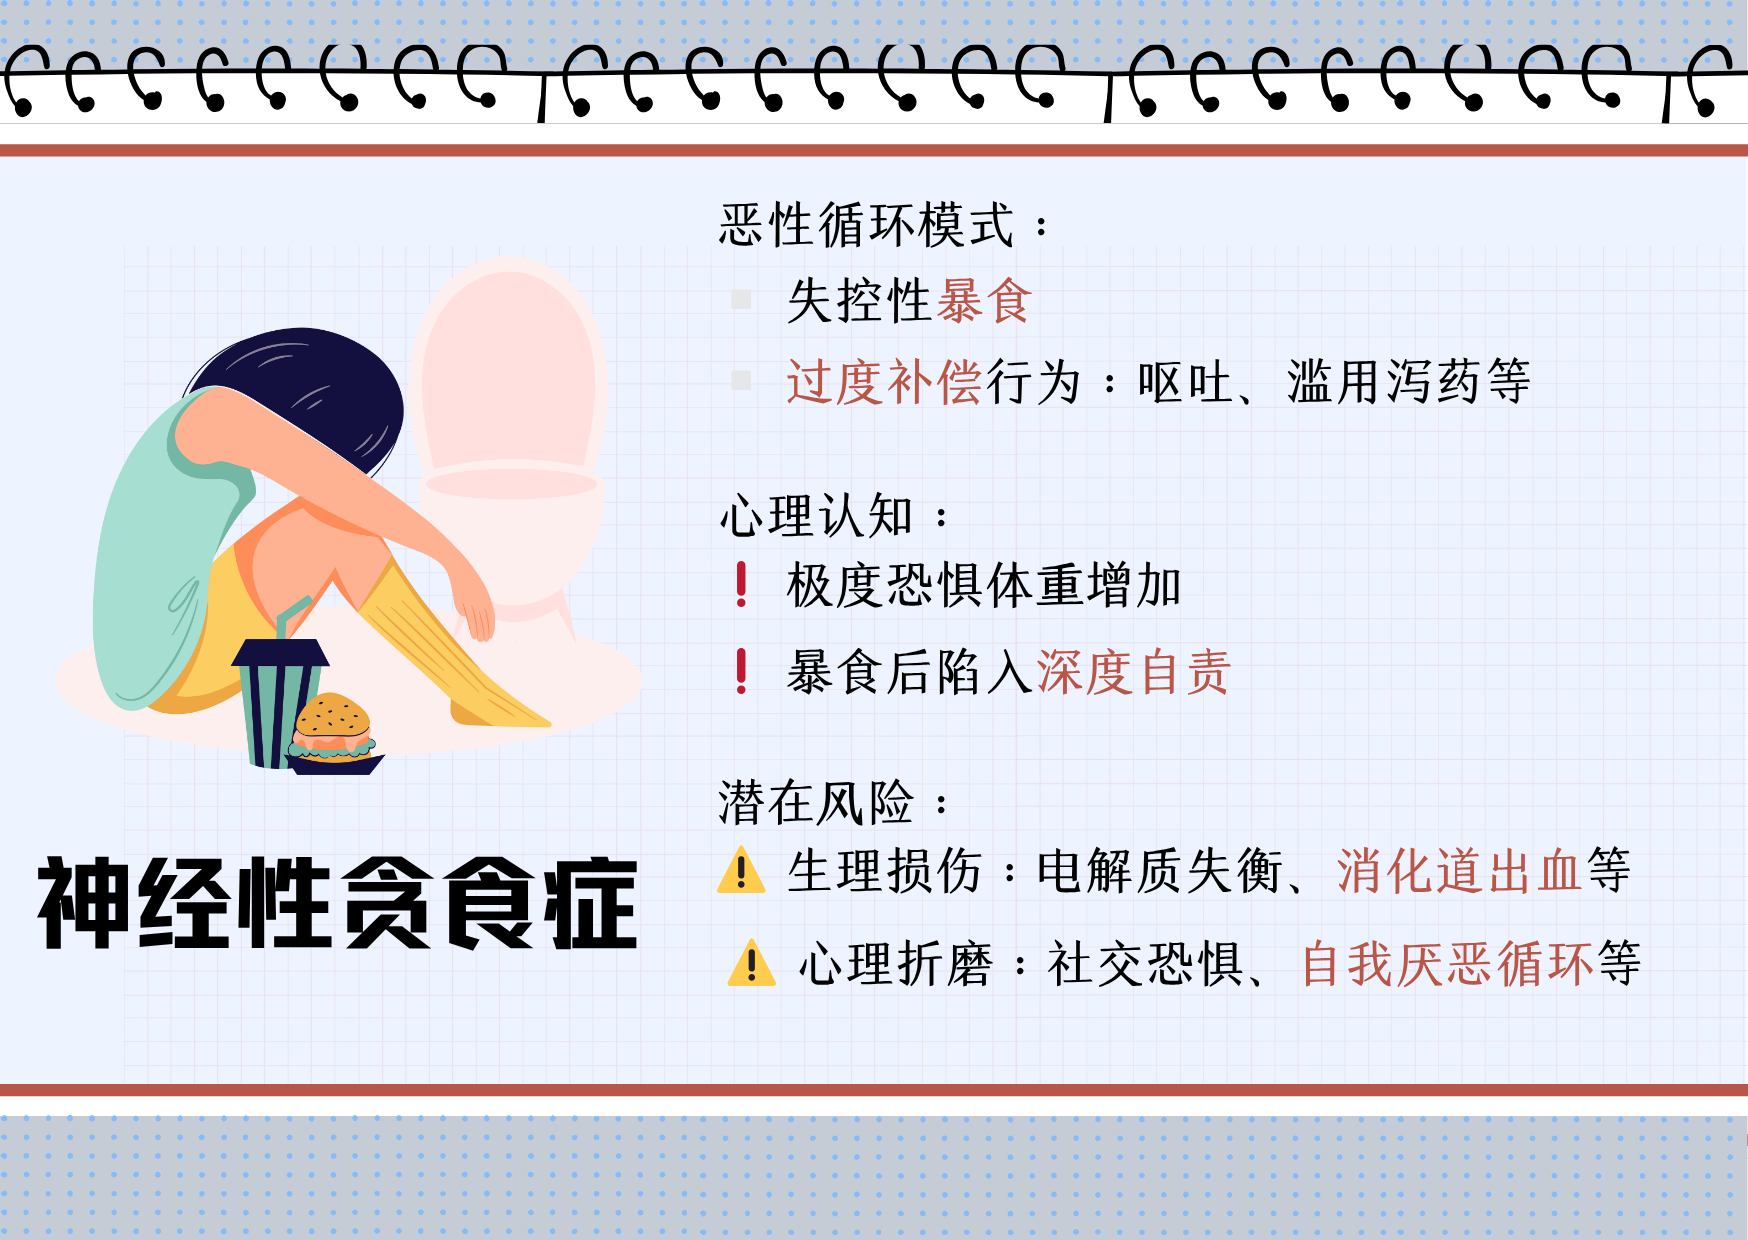 恶性循环模式：
失控性暴食
过度补偿行为：呕吐、滥用泻药等
心理认知：
极度恐惧体重增加
暴食后陷入深度自责
潜在风险：
生理损伤：电解质失衡、消化道出血等
心理折磨：社交恐惧、自我厌恶循环等
神经性贪食症